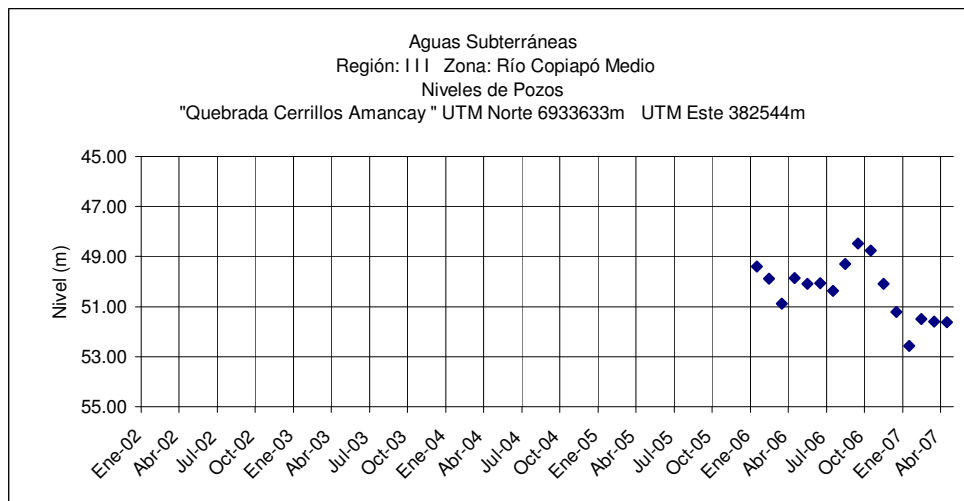 Aguas Subterráneas
Región: I I I   Zona: Río Copiapó Medio
Niveles de Pozos
"Quebrada Cerrillos Amancay " UTM Norte 6933633m   UTM Este 382544m
45.00
47.00
49.00
51.00
53.00
55.00
Nivel (m)
Ene-02
Abr-02
Jul-02
Oct-02
Ene-03
Abr-03
Jul-03
Oct-03
Ene-04
Abr-04
Jul-04
Oct-04
Ene-05
Abr-05
Jul-05
Oct-05
Ene-06
Abr-06
Jul-06
Oct-06
Ene-07
Abr-07